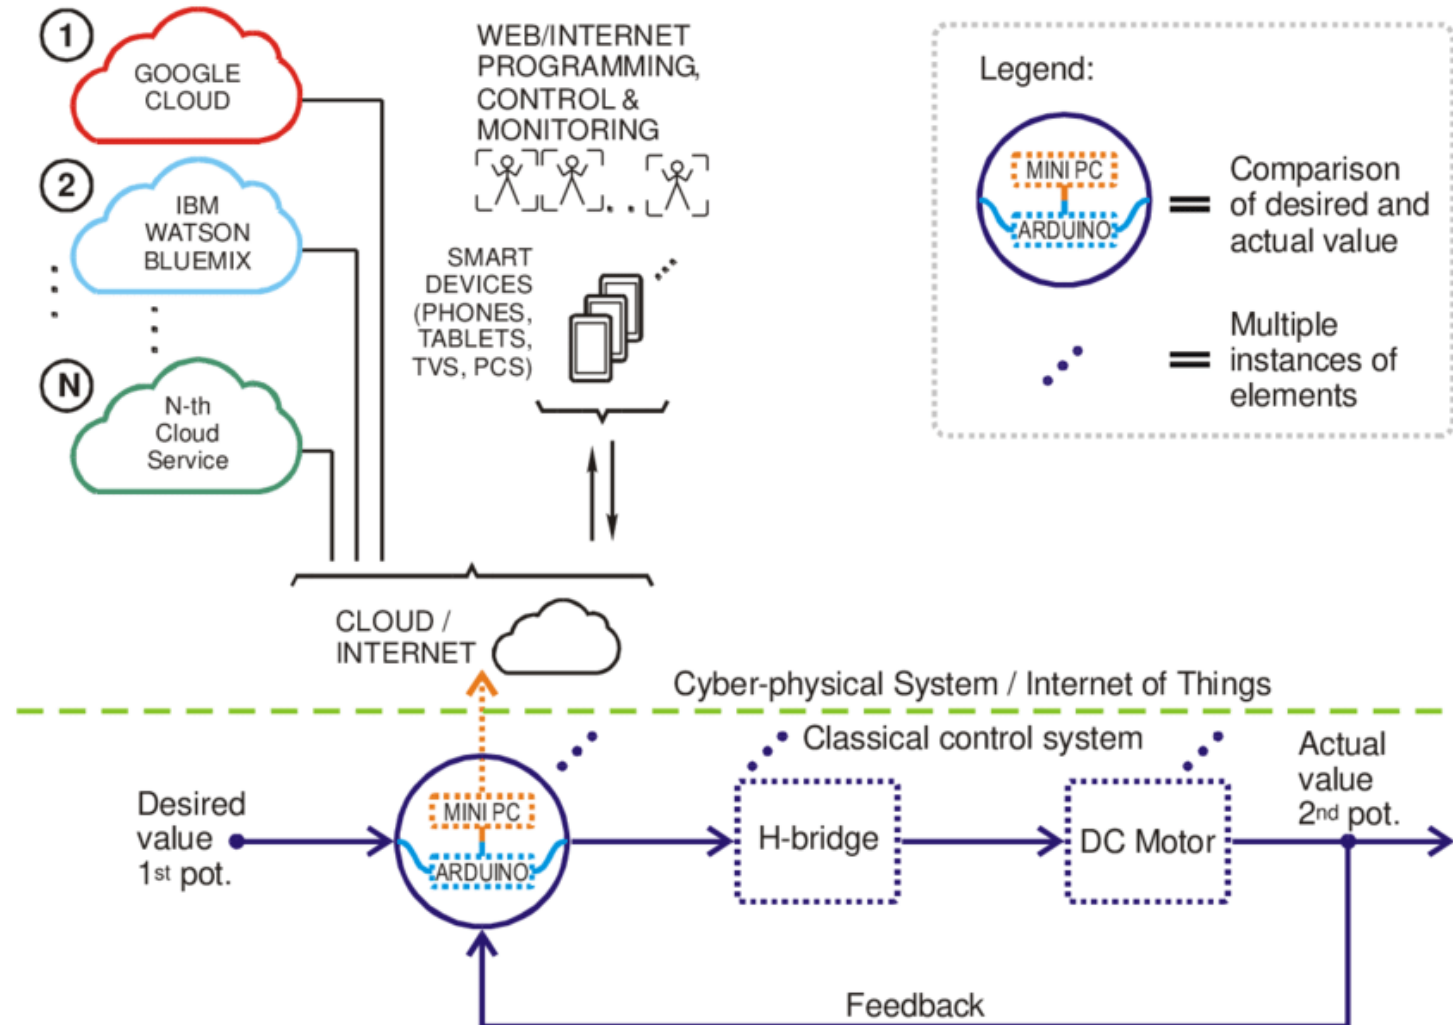 1
GOOGLE
CLOUD
2
IBM
WATSON
BLUEMIX
N
N-th
Cloud
Service
WEB/INTERNET
PROGRAMMING,
CONTROL &
MONITORING
SMART
DEVICES
(PHONES,
TABLETS,
TVS, PCS)
Legend:
MINI PC
ARDUINO
Comparison
of desired and
actual value
Multiple
instances of
elements
CLOUD /
INTERNET
Cyber-physical System / Internet of Things
Classical control system
Desired
value
1st pot.
MINI PC
ARDUINO
H-bridge
DC Motor
Actual
value
2nd pot.
Feedback